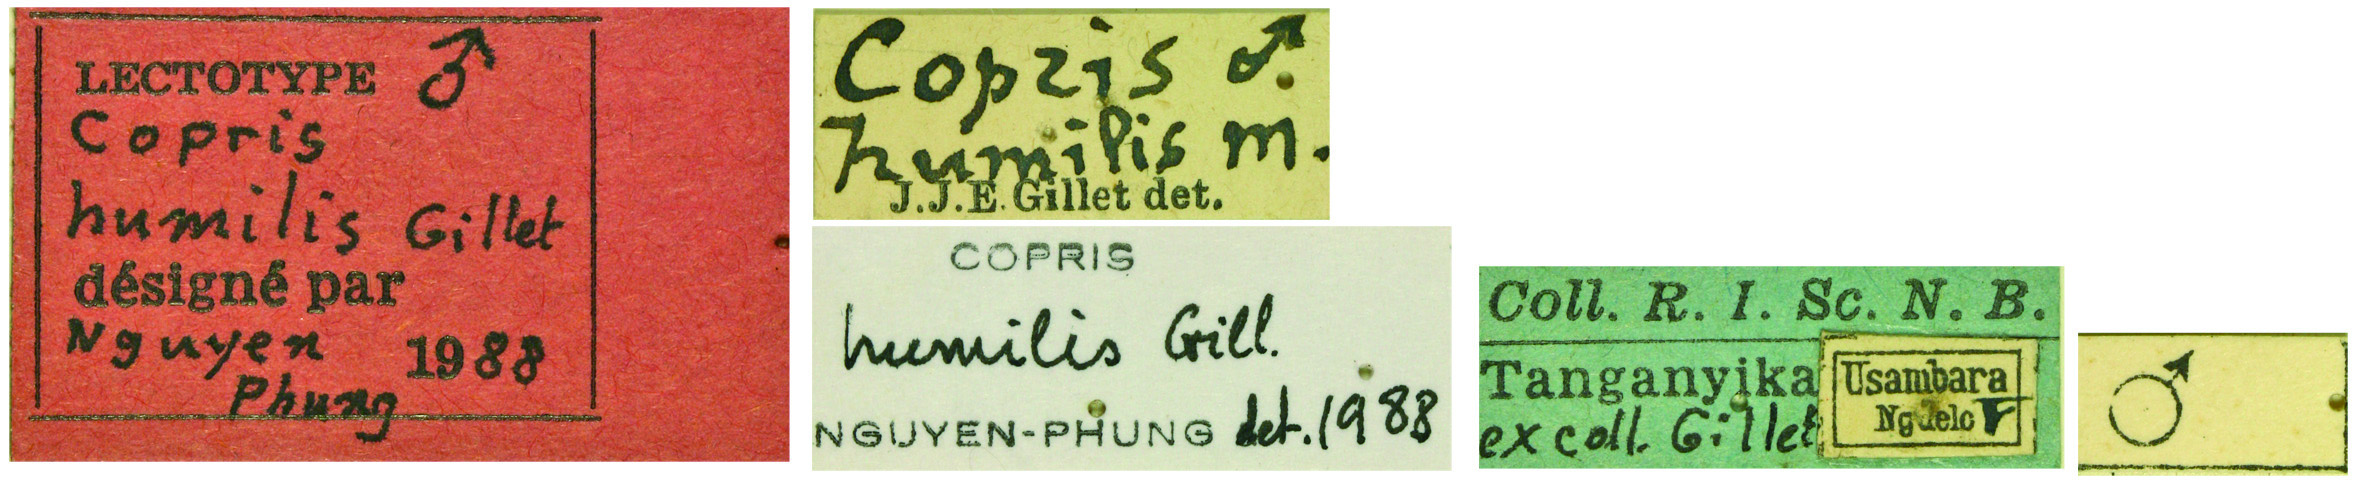 LECTOTYPE ♂
Copris
humilis Gillet
désigné par
Nguyen 1988
Phung
Copris ♂
humilis m.
J.J.E. Gillet det.
COPRIS
humilis Gill.
NGUYEN-PHUNG det. 1988
Coll. R. I. Sc. N. B.
Tanganyika
ex coll. Gillet
Usambara
♂